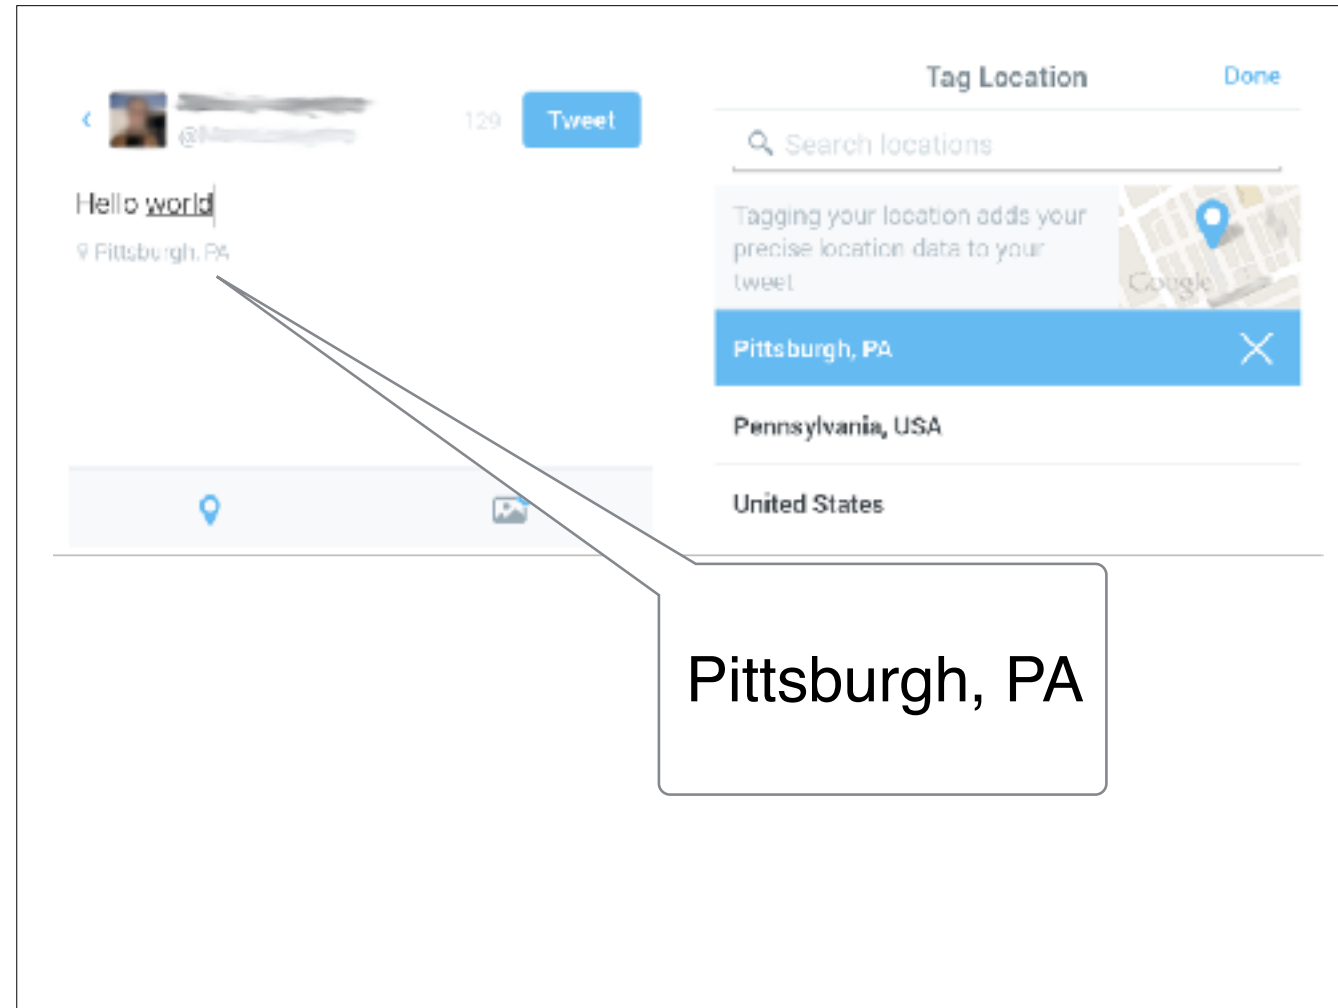 129
Tweet
Hello world
Pittsburgh, PA
Tag Location
Done
Search locations
Tagging your location adds your
precise location data to your
tweet
Google
Pittsburgh, PA
Pennsylvania, USA
United States
Pittsburgh, PA